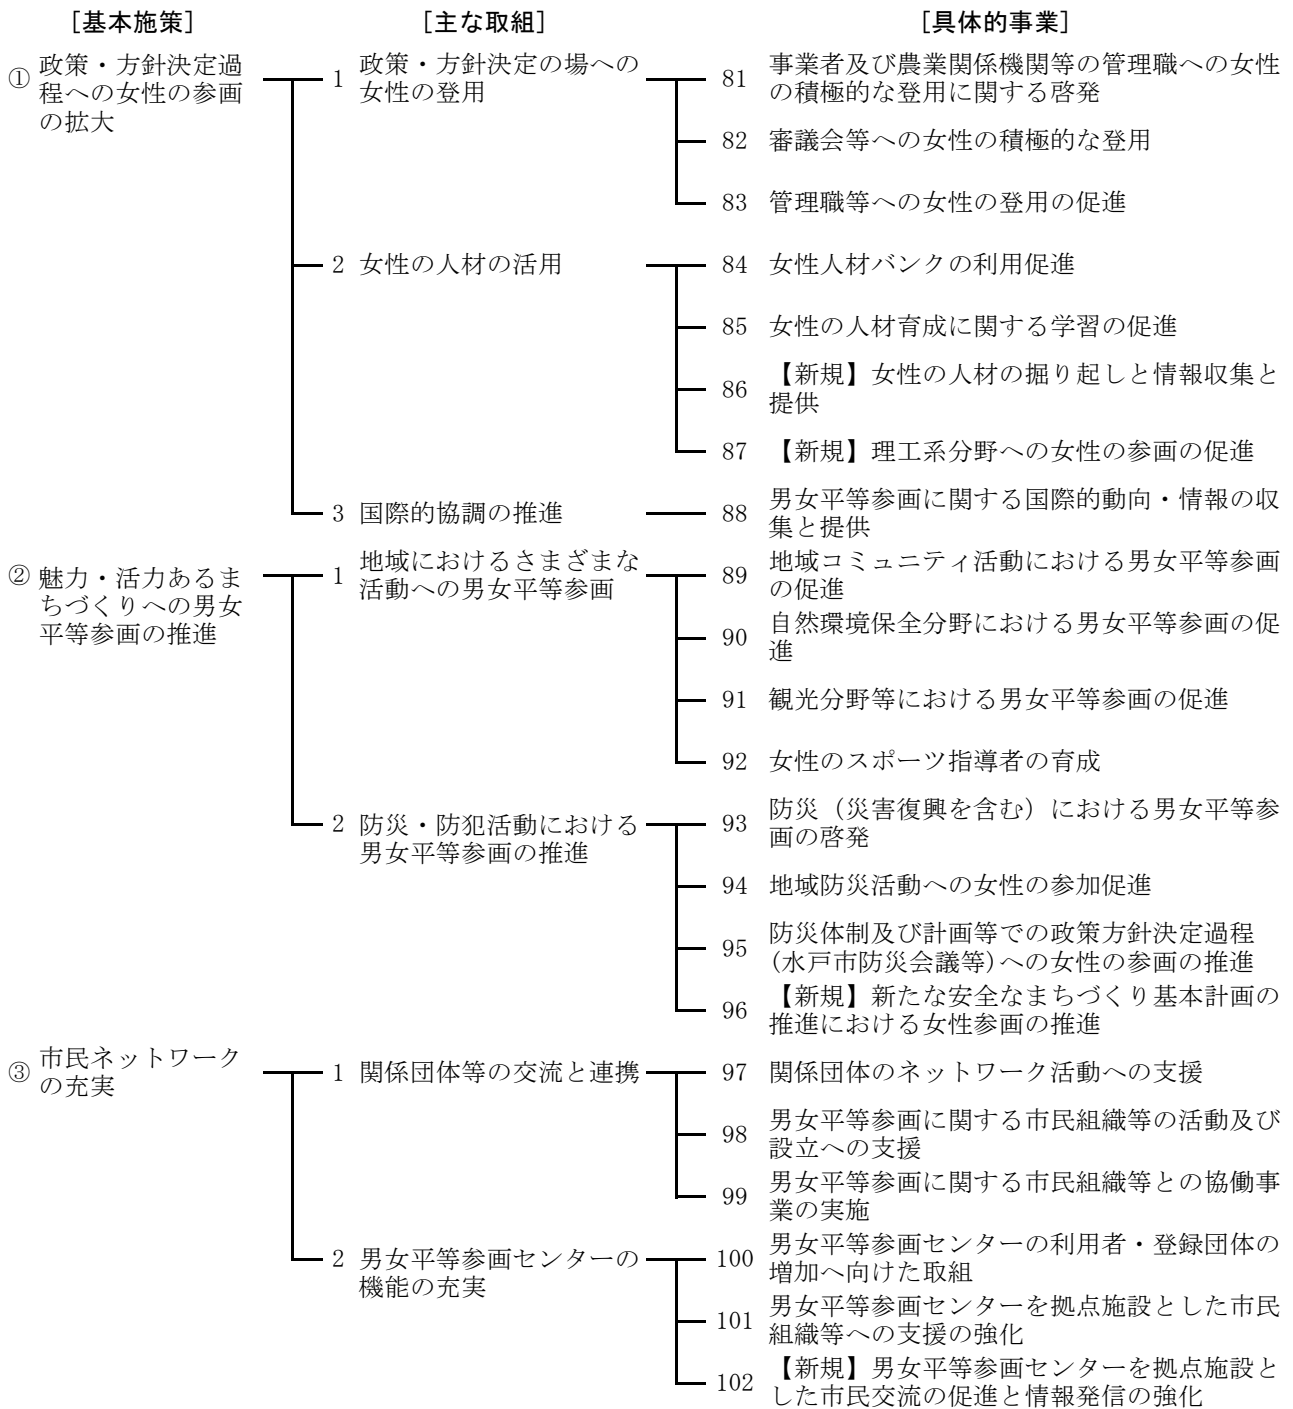 ［基本施策］ ［主な取組］ ［具体的事業］
① 政策・方針決定過
程への女性の参画
の拡大
1 政策・方針決定の場への
女性の登用
81 事業者及び農業関係機関等の管理職への女性
の積極的な登用に関する啓発
82 審議会等への女性の積極的な登用
83 管理職等への女性の登用の促進
2 女性の人材の活用
84 女性人材バンクの利用促進
85 女性の人材育成に関する学習の促進
86 【新規】女性の人材の掘り起しと情報収集と
提供
87 【新規】理工系分野への女性の参画の促進
3 国際的協調の推進
88 男女平等参画に関する国際的動向・情報の収
集と提供
② 魅力・活力あるま
ちづくりへの男女
平等参画の推進
1 地域におけるさまざまな
活動への男女平等参画
89 地域コミュニティ活動における男女平等参画
の促進
90 自然環境保全分野における男女平等参画の促
進
91 観光分野等における男女平等参画の促進
92 女性のスポーツ指導者の育成
2 防災・防犯活動における
男女平等参画の推進
93 防災（災害復興を含む）における男女平等参
画の啓発
94 地域防災活動への女性の参加促進
95 防災体制及び計画等での政策方針決定過程
(水戸市防災会議等)への女性の参画の推進
96 【新規】新たな安全なまちづくり基本計画の
推進における女性参画の推進
③ 市民ネットワーク
の充実
1 関係団体等の交流と連携
97 関係団体のネットワーク活動への支援
98 男女平等参画に関する市民組織等の活動及び
設立への支援
99 男女平等参画に関する市民組織等との協働事
業の実施
2 男女平等参画センターの
機能の充実
100 男女平等参画センターの利用者・登録団体の
増加へ向けた取組
101 男女平等参画センターを拠点施設とした市民
組織等への支援の強化
102 【新規】男女平等参画センターを拠点施設と
した市民交流の促進と情報発信の強化